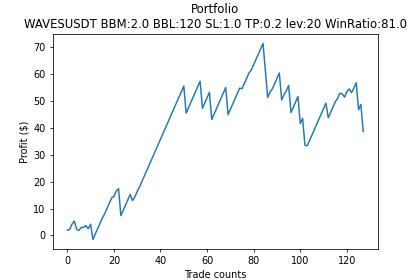 Portfolio
WAVESUSDT BBM:2.0 BBL:120 SL:1.0 TP:0.2 lev:20 WinRatio:81.0
70
60
50
40
30
20
10
0
Profit ($)
0 20 40 60 80 100 120
Trade counts